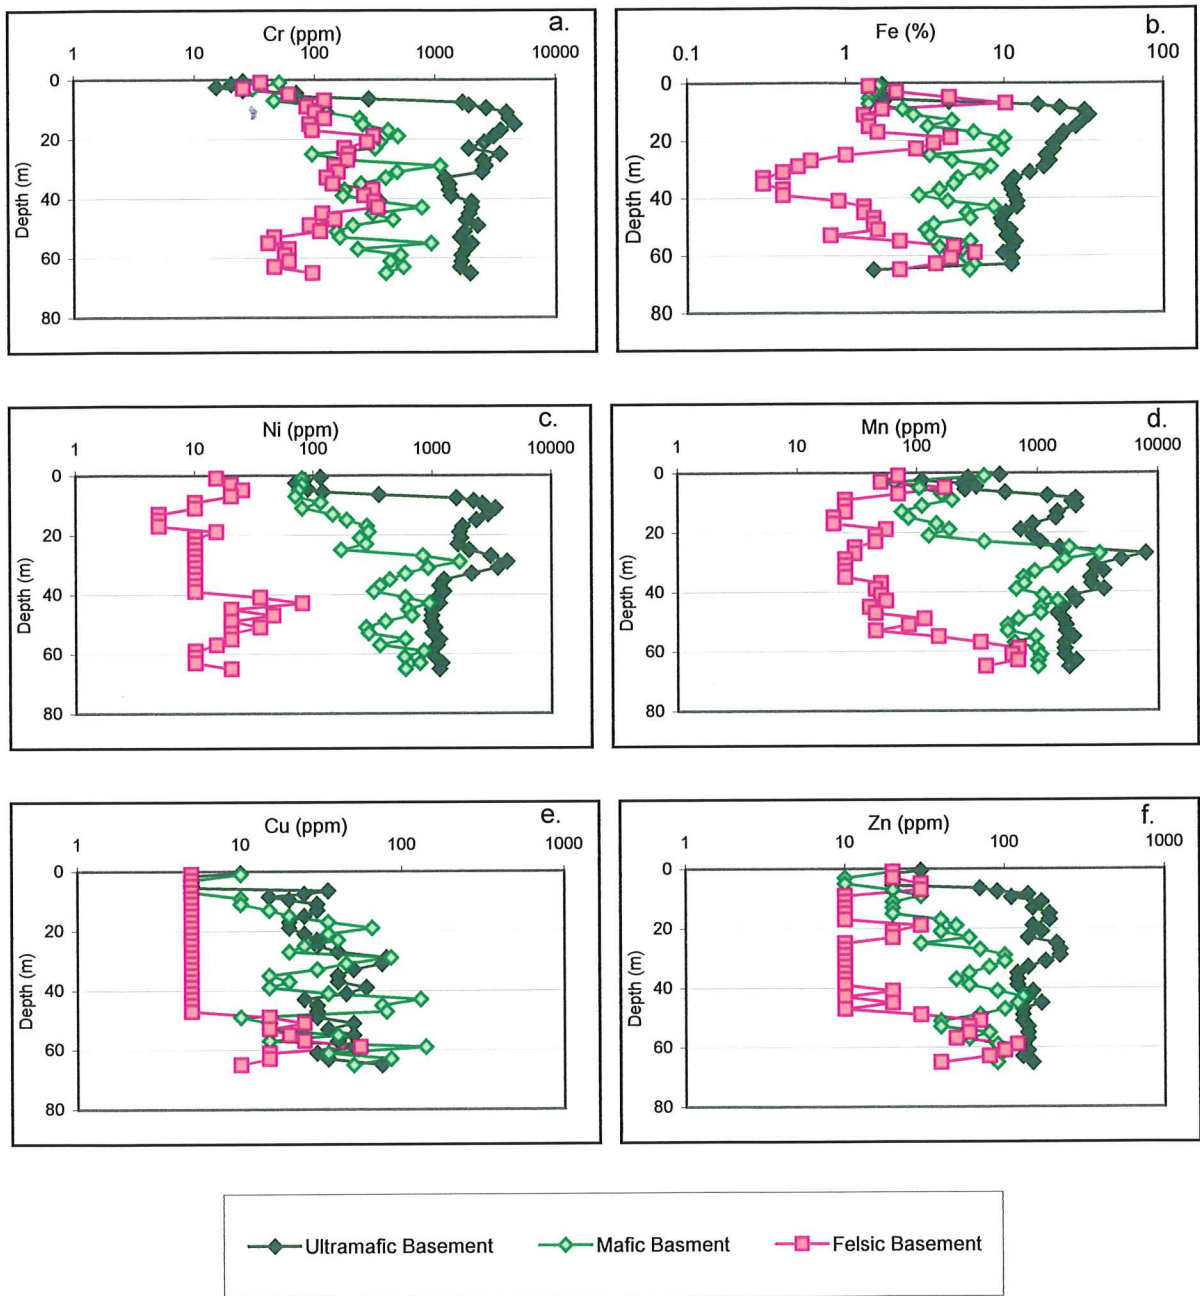 a.
Cr (ppm)
1 10 100 1000 10000
0
20
40
60
80
Depth (m)
b.
Fe (%)
0.1 1 10 100
0
20
40
60
80
Depth (m)
c.
Ni (ppm)
1 10 100 1000 10000
0
20
40
60
80
Depth (m)
d.
Mn (ppm)
1 10 100 1000 10000
0
20
40
60
80
Depth (m)
e.
Cu (ppm)
1 10 100 1000
0
20
40
60
80
Depth (m)
f.
Zn (ppm)
1 10 100 1000
0
20
40
60
80
Depth (m)
Ultramafic Basement Mafic Basment Felsic Basement